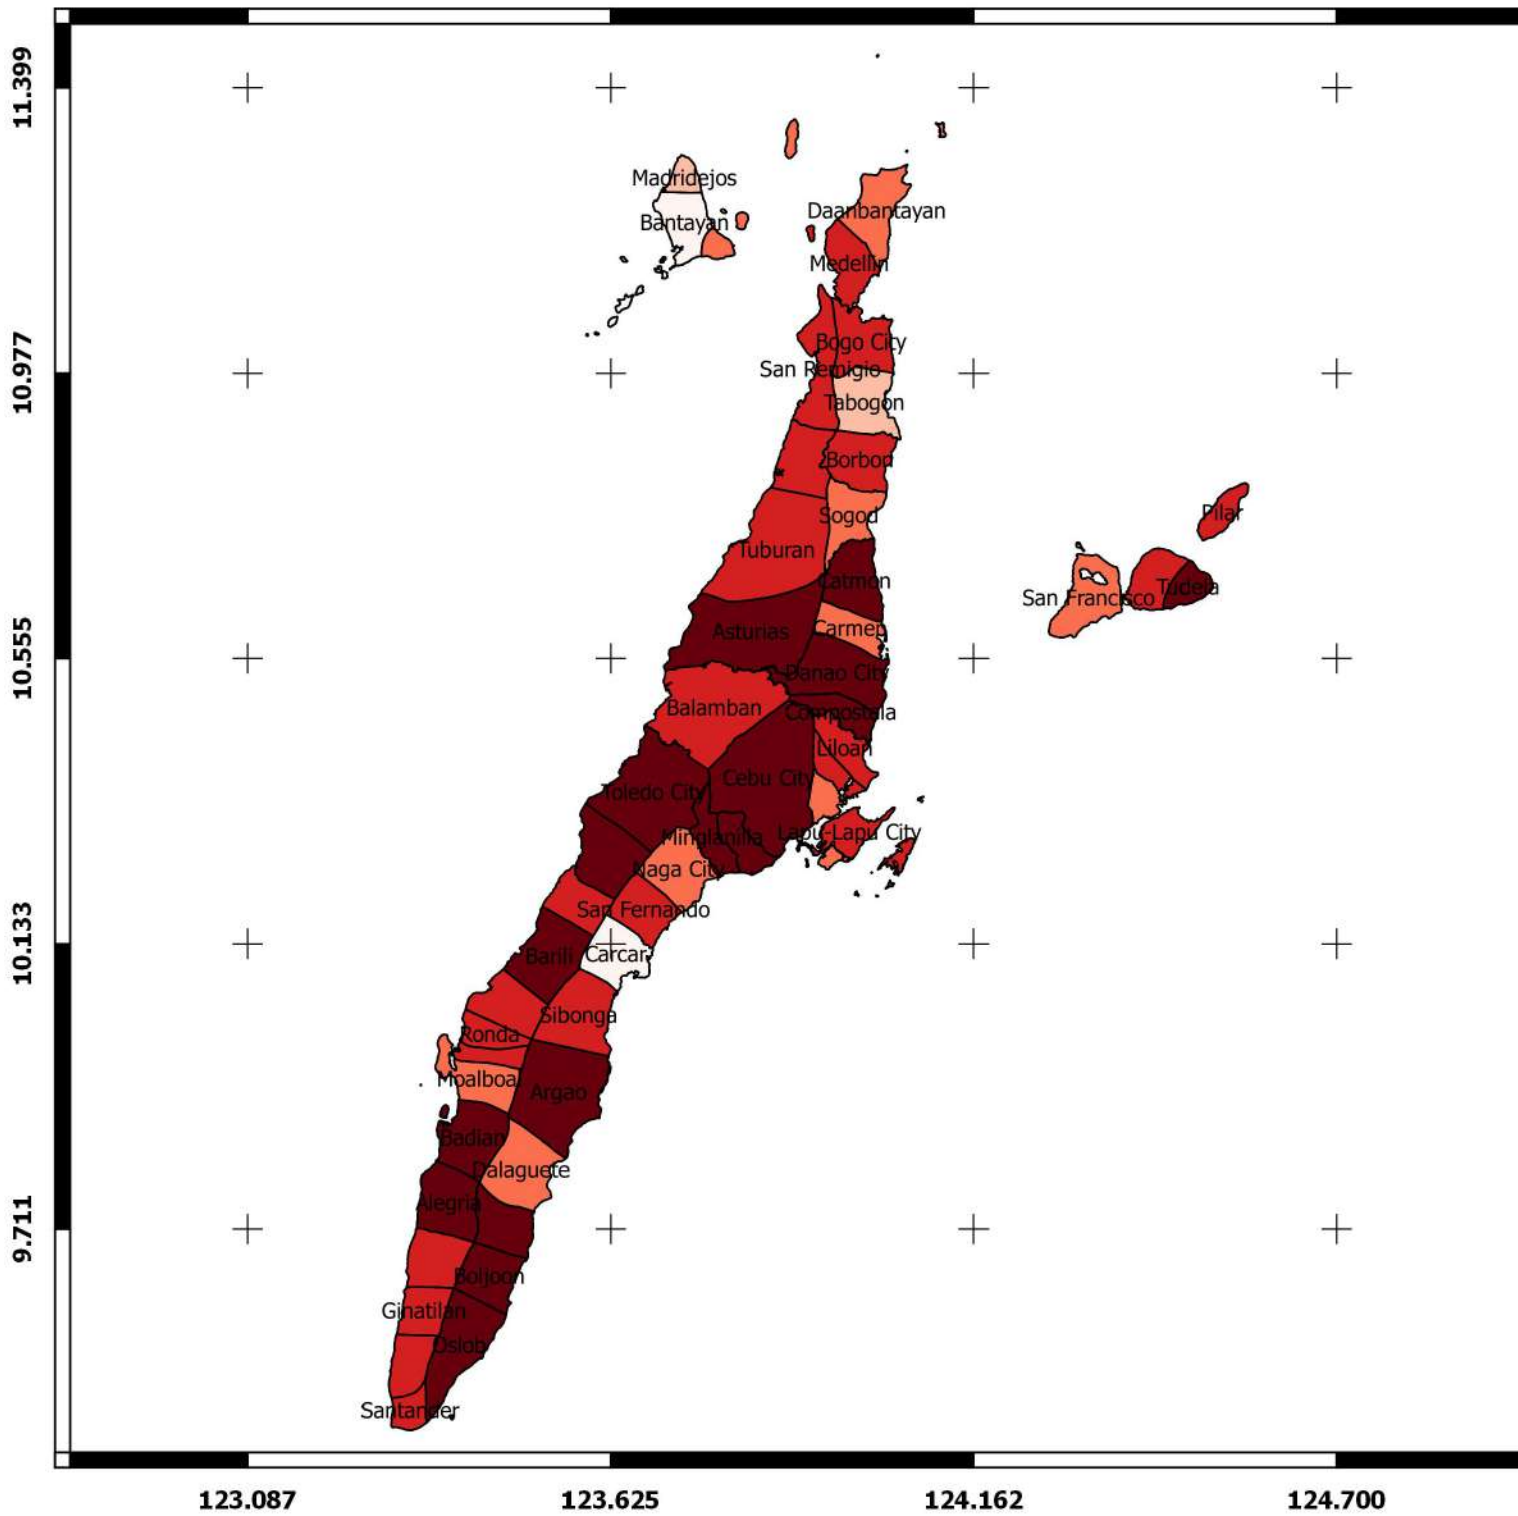 11.399
Madridejos
Daanbantayan
Bantayan
Medellin
10.977
Bogo City
San Remigio
Tabogon
Borbon
Pilar
Sogod
Tuburan
Catmon
Tudela
San Francisco
Carmen
Asturias
10.555
Danao City
Balamban
Compostela
Liloan
Cebu City
Toledo City
Lapu-Lapu City
Minglanilla
Naga City
San Fernando
10.133
Carcar
Barili
Sibonga
Ronda
Moalboal
Argao
Badian
Dalaguete
Alegria
9.711
Boljoon
Ginatilan
Oslob
Santander
123.087
123.625
124.162
124.700